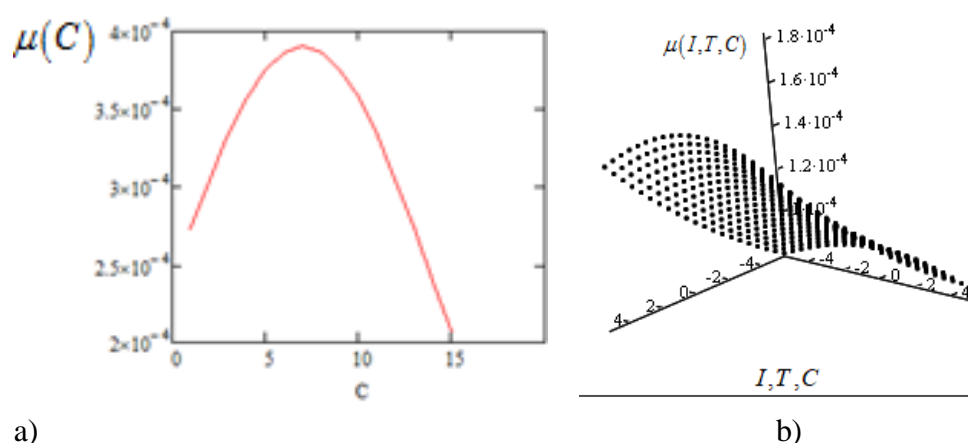 μ(C)
4×10⁻⁴
3.5×10⁻⁴
3×10⁻⁴
2.5×10⁻⁴
2×10⁻⁴
0 5 10 15
C
a)
μ(I,T,C)
1.8·10⁻⁴
1.6·10⁻⁴
1.4·10⁻⁴
1.2·10⁻⁴
4 2 0 -2 -4
-4 -2 0 2 4
I,T,C
b)